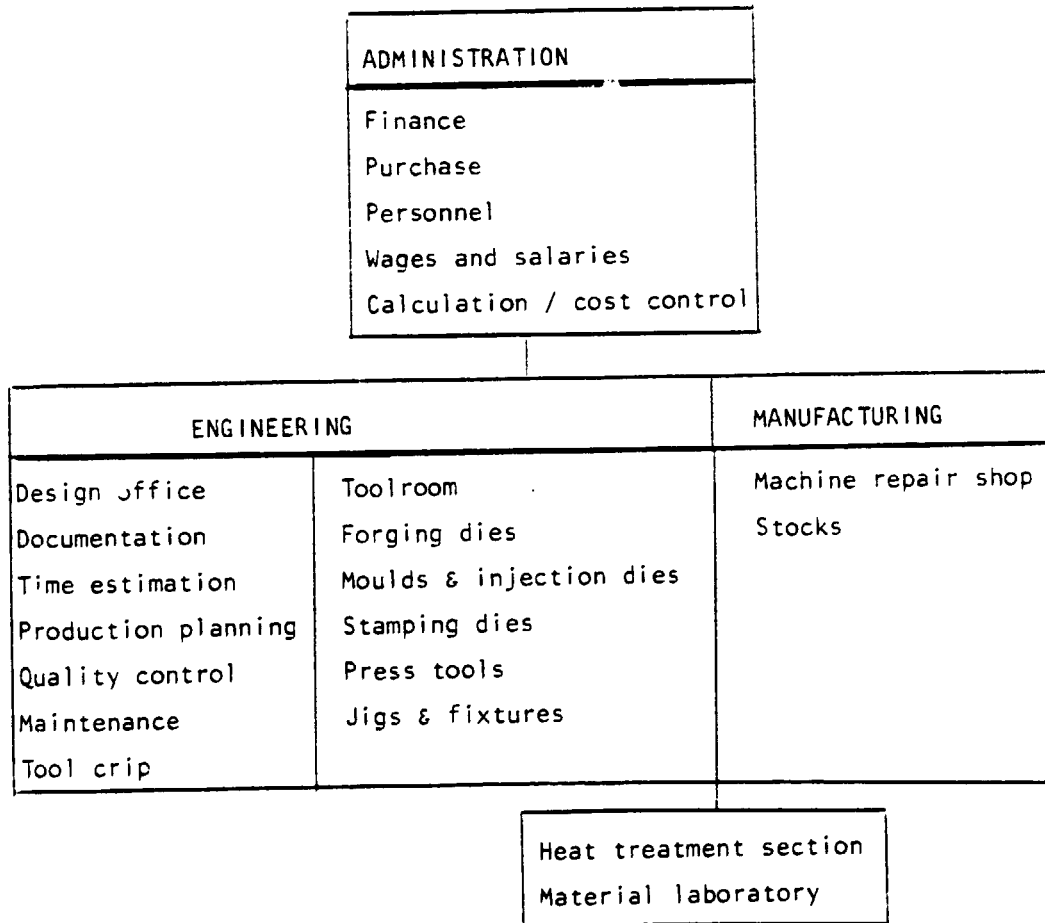 ADMINISTRATION
Finance
Purchase
Personnel
Wages and salaries
Calculation / cost control
ENGINEERING
Design office
Documentation
Time estimation
Production planning
Quality control
Maintenance
Tool crip
Toolroom
Forging dies
Moulds & injection dies
Stamping dies
Press tools
Jigs & fixtures
MANUFACTURING
Machine repair shop
Stocks
Heat treatment section
Material laboratory